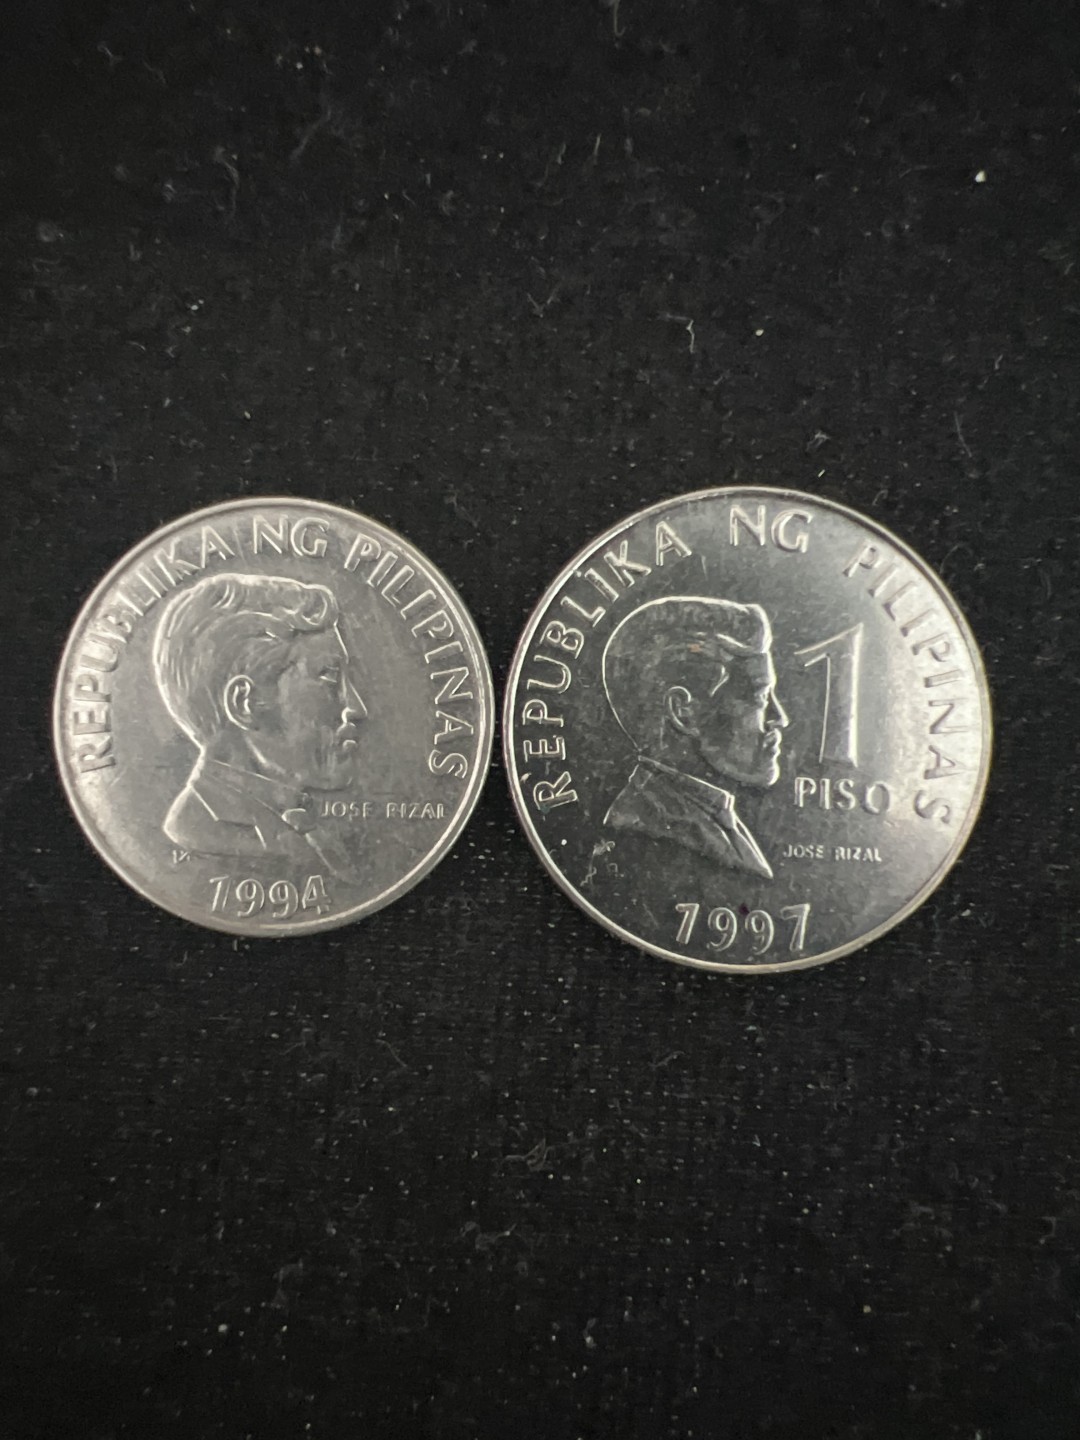 REPUBLIKA NG PILIPINAS
JOSE RIZAL
1994
REPUBLIKA NG PILIPINAS
1
PISO
JOSE RIZAL
1997